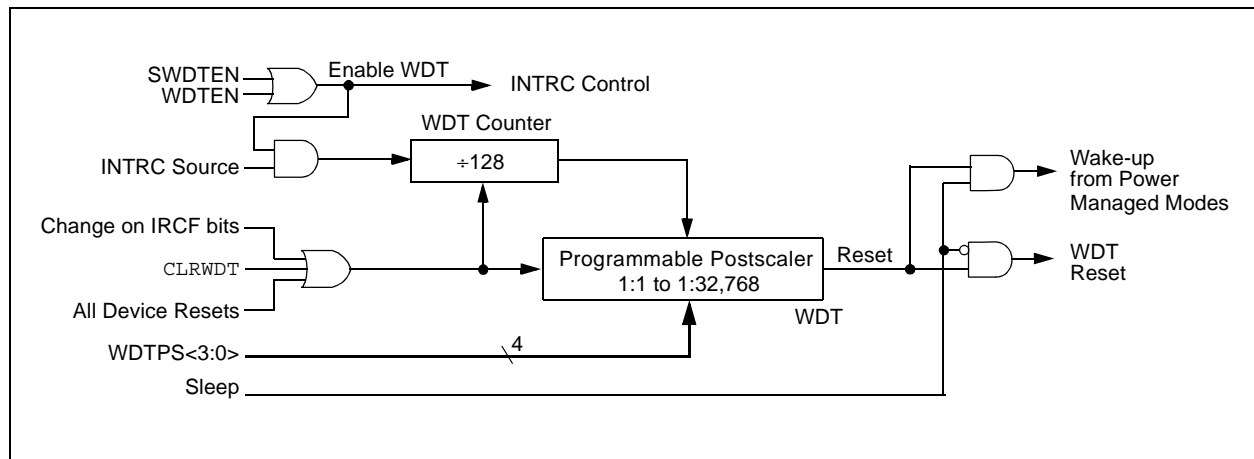 SWDTEN
WDTEN
Enable WDT
INTRC Control
WDT Counter
INTRC Source
÷128
Wake-up
from Power
Managed Modes
Change on IRCF bits
CLRWDT
All Device Resets
Programmable Postscaler
1:1 to 1:32,768
Reset
WDT
Reset
WDT
WDTPS<3:0>
4
Sleep